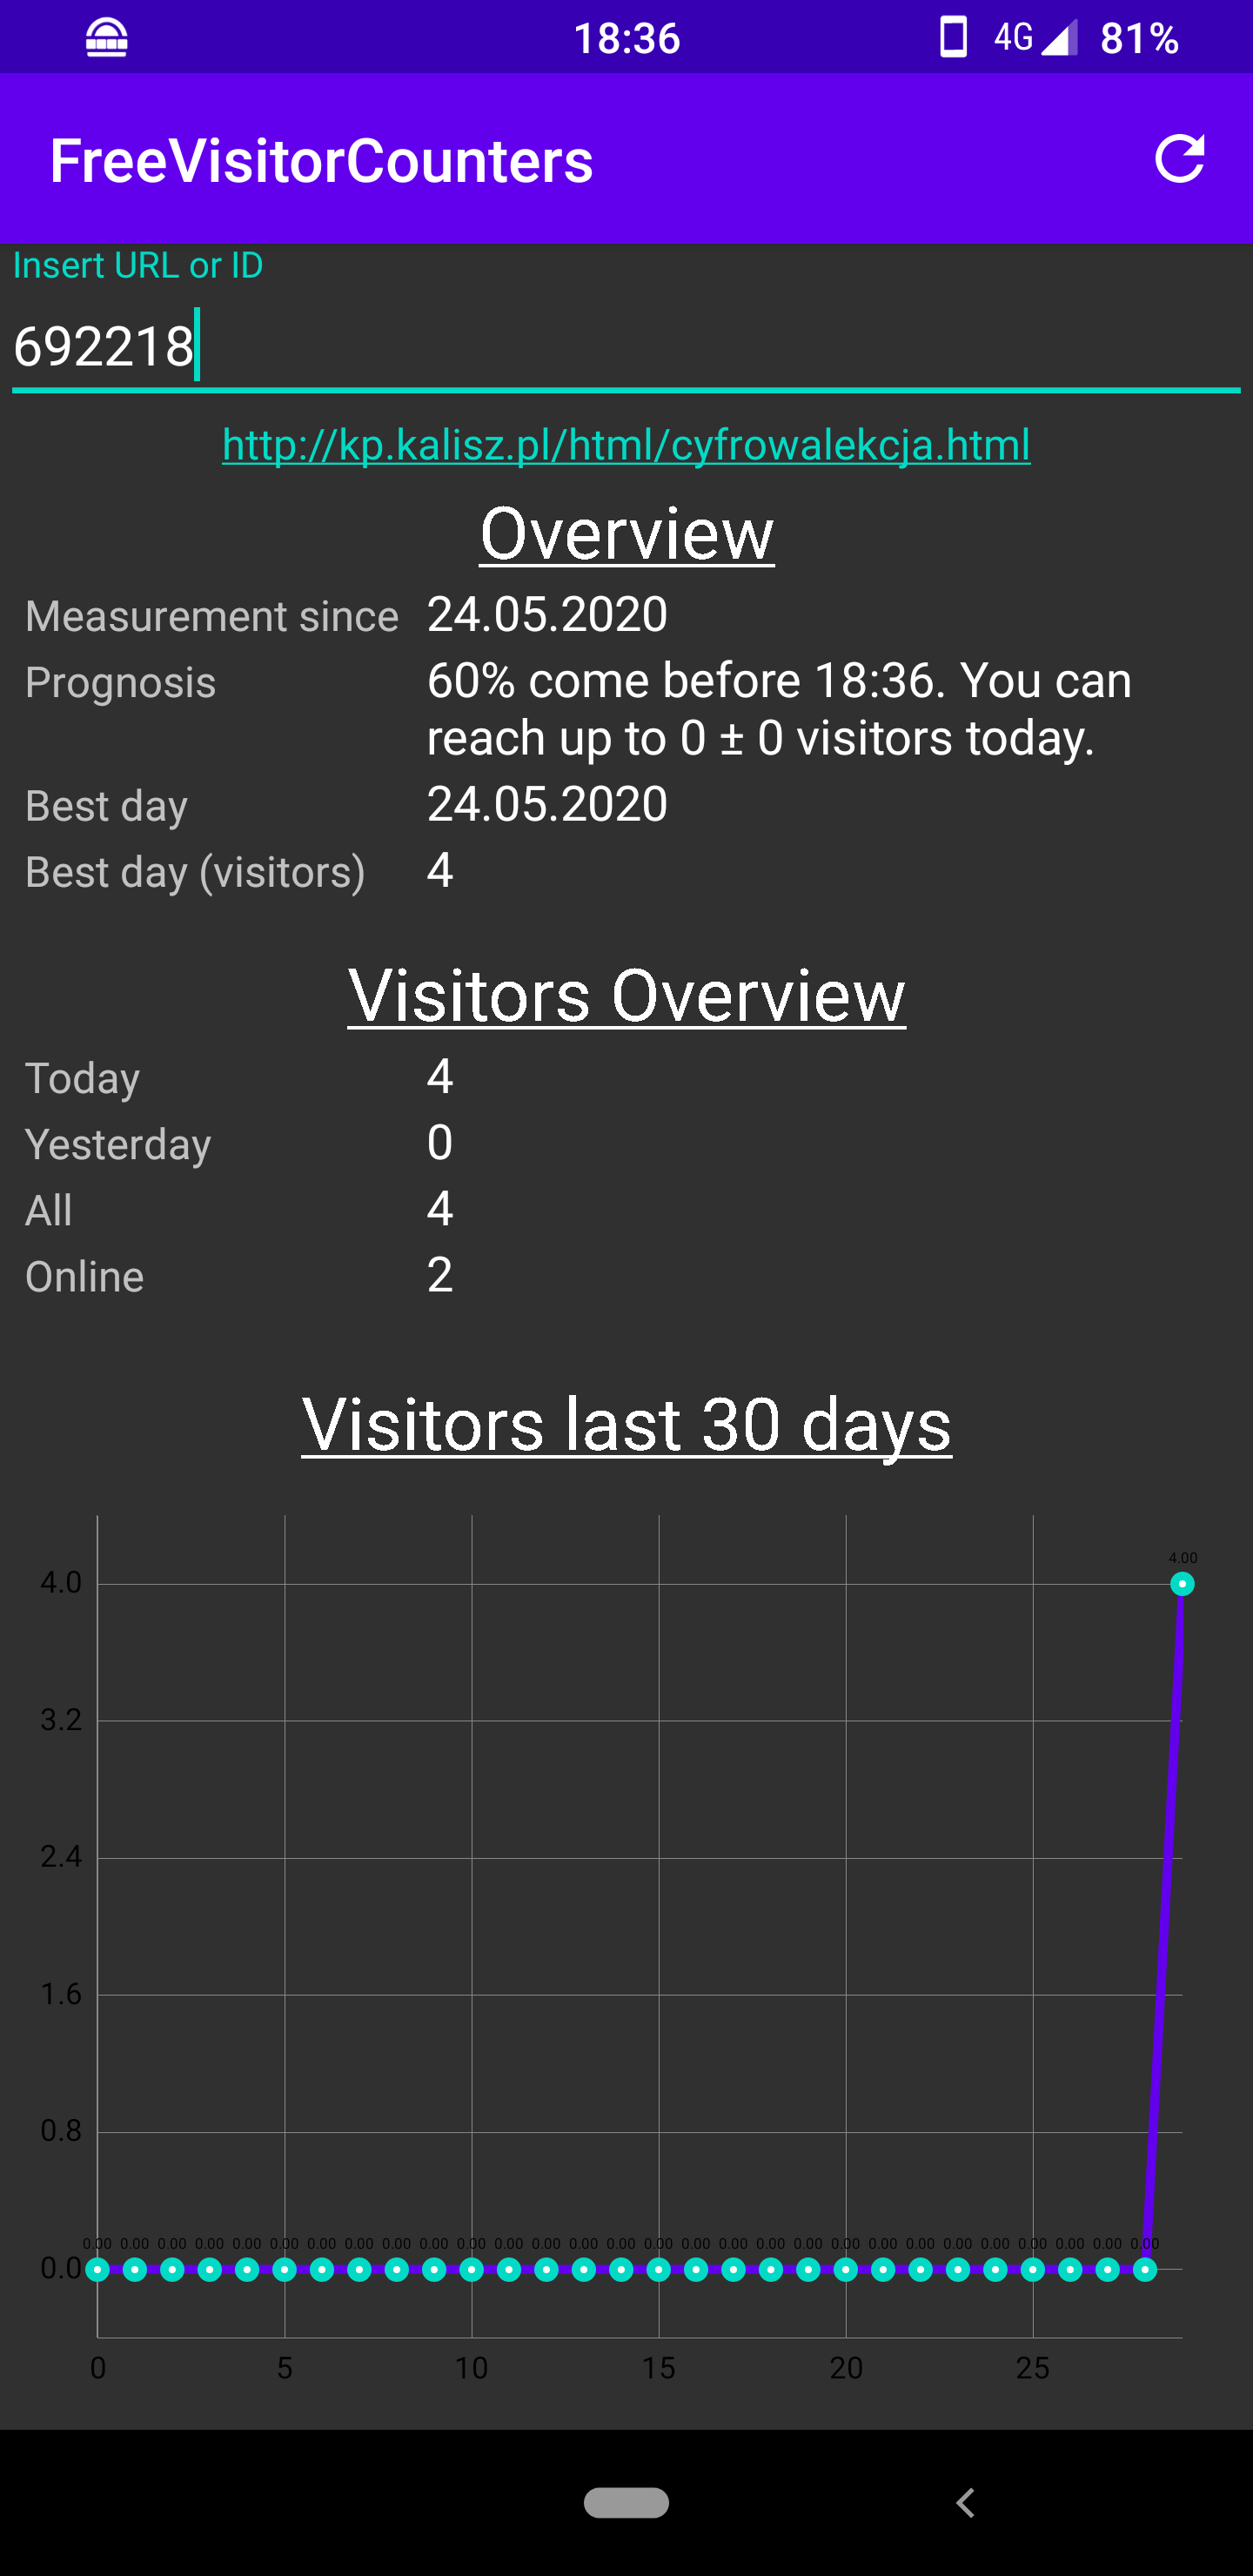 18:36 4G 81%
FreeVisitorCounters
Insert URL or ID
692218
http://kp.kalisz.pl/html/cyfrowalekcja.html
Overview
Measurement since 24.05.2020
Prognosis 60% come before 18:36. You can
reach up to 0 ± 0 visitors today.
Best day 24.05.2020
Best day (visitors) 4
Visitors Overview
Today 4
Yesterday 0
All 4
Online 2
Visitors last 30 days
4.00
4.0
3.2
2.4
1.6
0.8
0.00 0.00 0.00 0.00 0.00 0.00 0.00 0.00 0.00 0.00 0.00 0.00 0.00 0.00 0.00 0.00 0.00 0.00 0.00 0.00 0.00 0.00 0.00 0.00 0.00 0.00 0.00 0.00 0.00
0.0
0 5 10 15 20 25